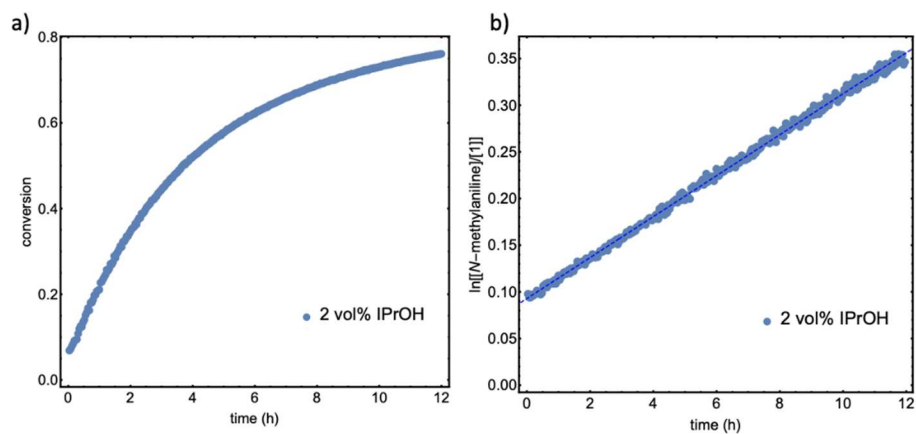 a)
0.8
0.6
0.4
0.2
0.0
conversion
2 vol% IPrOH
0 2 4 6 8 10 12
time (h)
b)
0.35
0.30
0.25
0.20
0.15
0.10
0.05
0.00
ln[[N-methylaniline]/[1]]
2 vol% IPrOH
0 2 4 6 8 10 12
time (h)